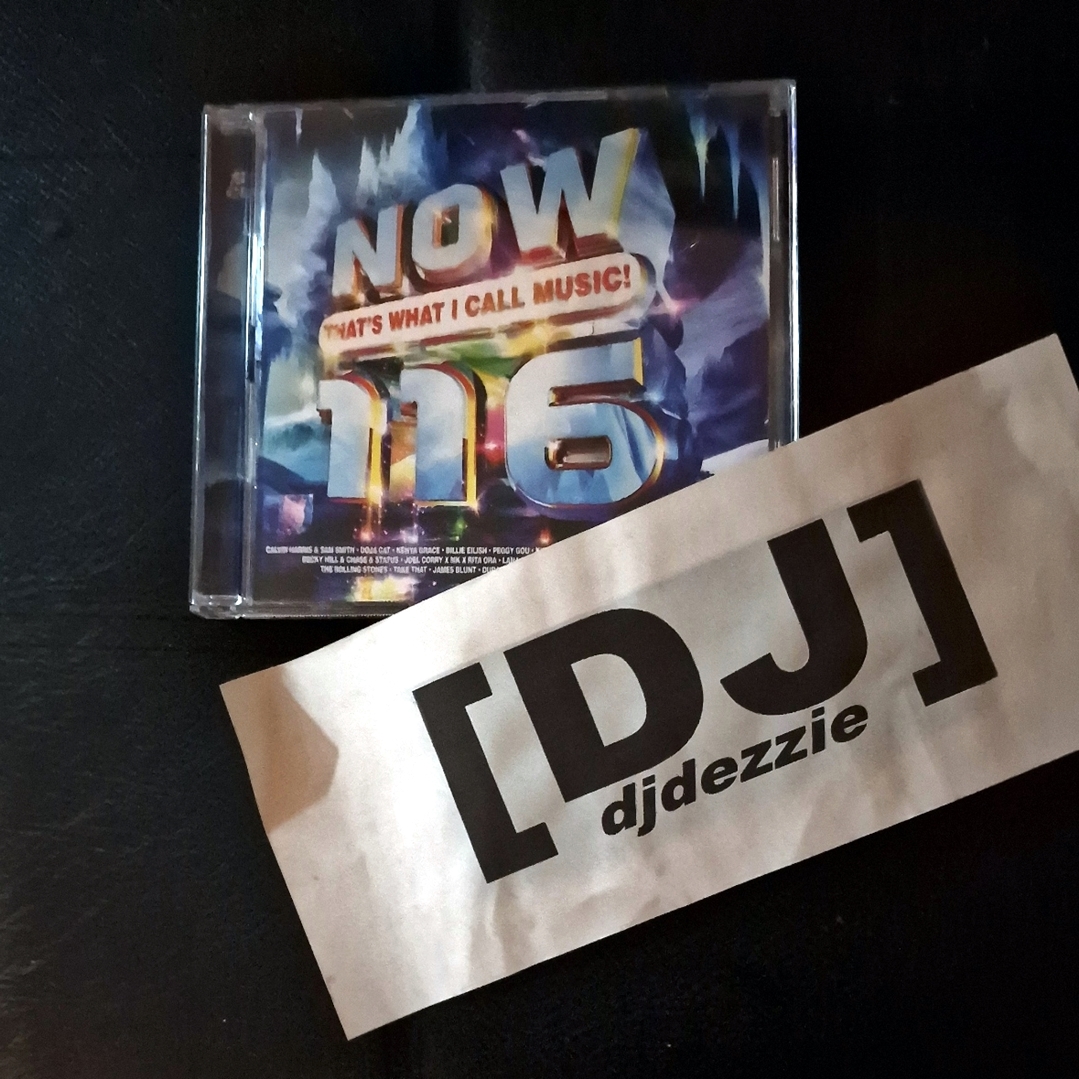 NOW
THAT'S WHAT I CALL MUSIC!
116
CALVIN HARRIS & SAM SMITH • DOJA CAT • KENYA GRACE • BILLIE EILISH • PEGGY GOU •
BECKY HILL & CHASE & STATUS • JOEL CORRY X MK X RITA ORA •
THE ROLLING STONES • TAKE THAT • JAMES BLUNT •
[DJ]
djdezzie